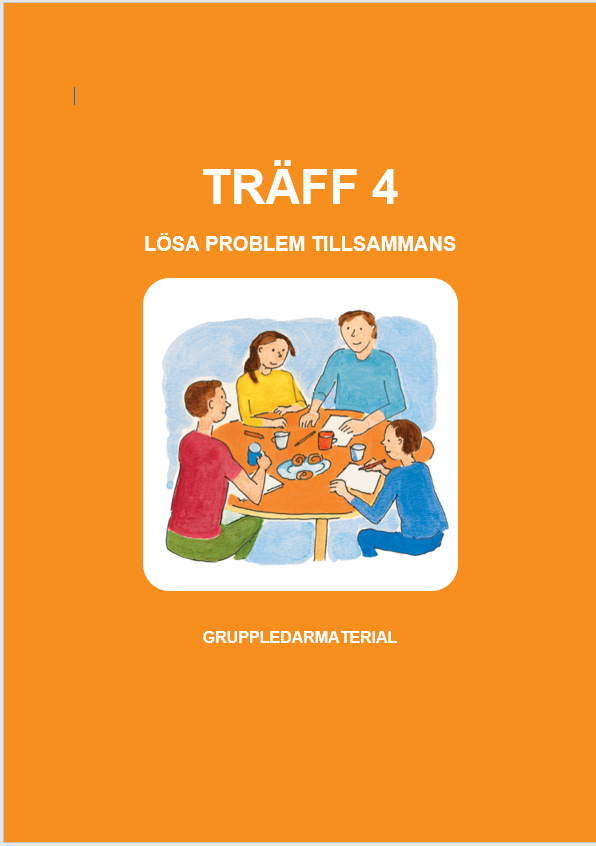 TRÄFF 4
LÖSA PROBLEM TILLSAMMANS
GRUPPLEDARMATERIAL